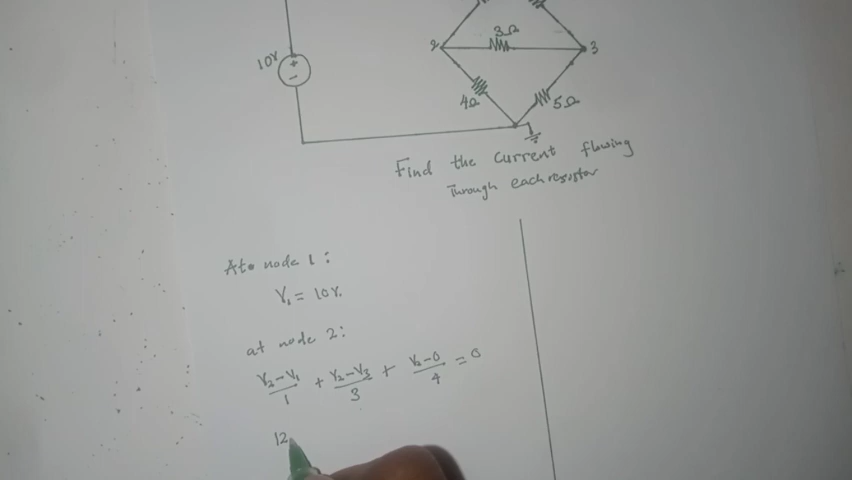 3Ω
2
3
10V
+
-
4Ω
5Ω
Find the current flowing
Through each resistor
At node 1:
V₁ = 10V.
at node 2:
V₂-V₁/1 + V₂-V₃/3 + V₂-0/4 = 0
12